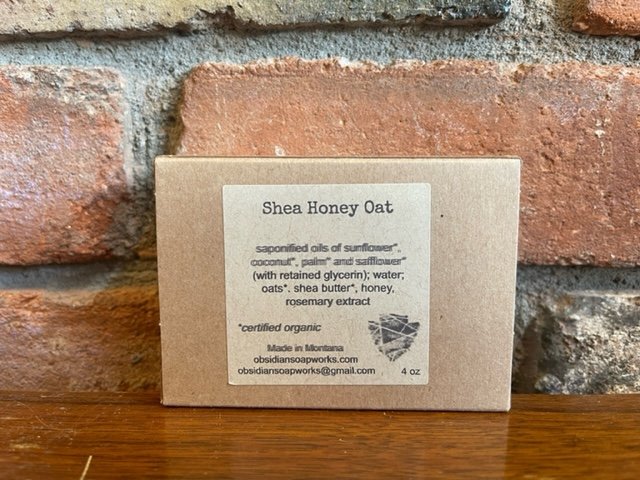 Shea Honey Oat
saponified oils of sunflower*,
coconut*, palm* and safflower*
(with retained glycerin); water;
oats*, shea butter*, honey,
rosemary extract
*certified organic
Made in Montana
obsidiansoapworks.com
obsidiansoapworks@gmail.com 4 oz